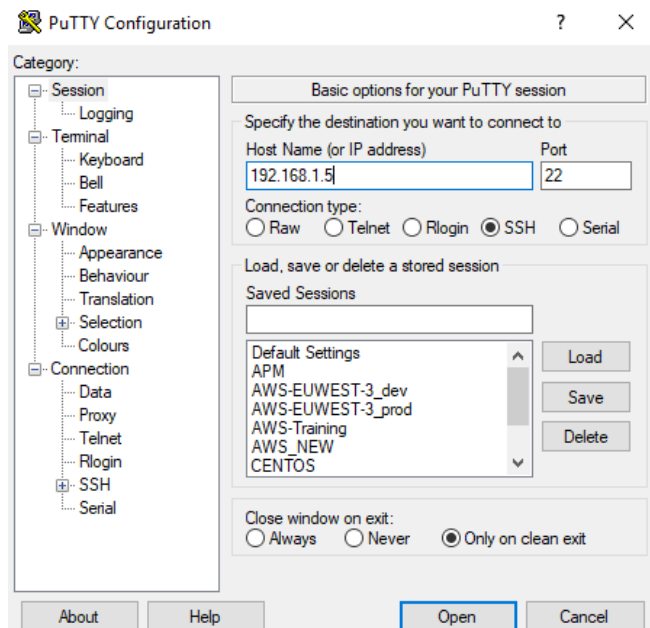 PuTTY Configuration
?
Category:
Session
Logging
Terminal
Keyboard
Bell
Features
Window
Appearance
Behaviour
Translation
Selection
Colours
Connection
Data
Proxy
Telnet
Rlogin
SSH
Serial
Basic options for your PuTTY session
Specify the destination you want to connect to
Host Name (or IP address) Port
192.168.1.5 22
Connection type:
Raw Telnet Rlogin SSH Serial
Load, save or delete a stored session
Saved Sessions
Default Settings
APM
AWS-EUWEST-3_dev
AWS-EUWEST-3_prod
AWS-Training
AWS_NEW
CENTOS
Load
Save
Delete
Close window on exit:
Always Never Only on clean exit
About Help Open Cancel